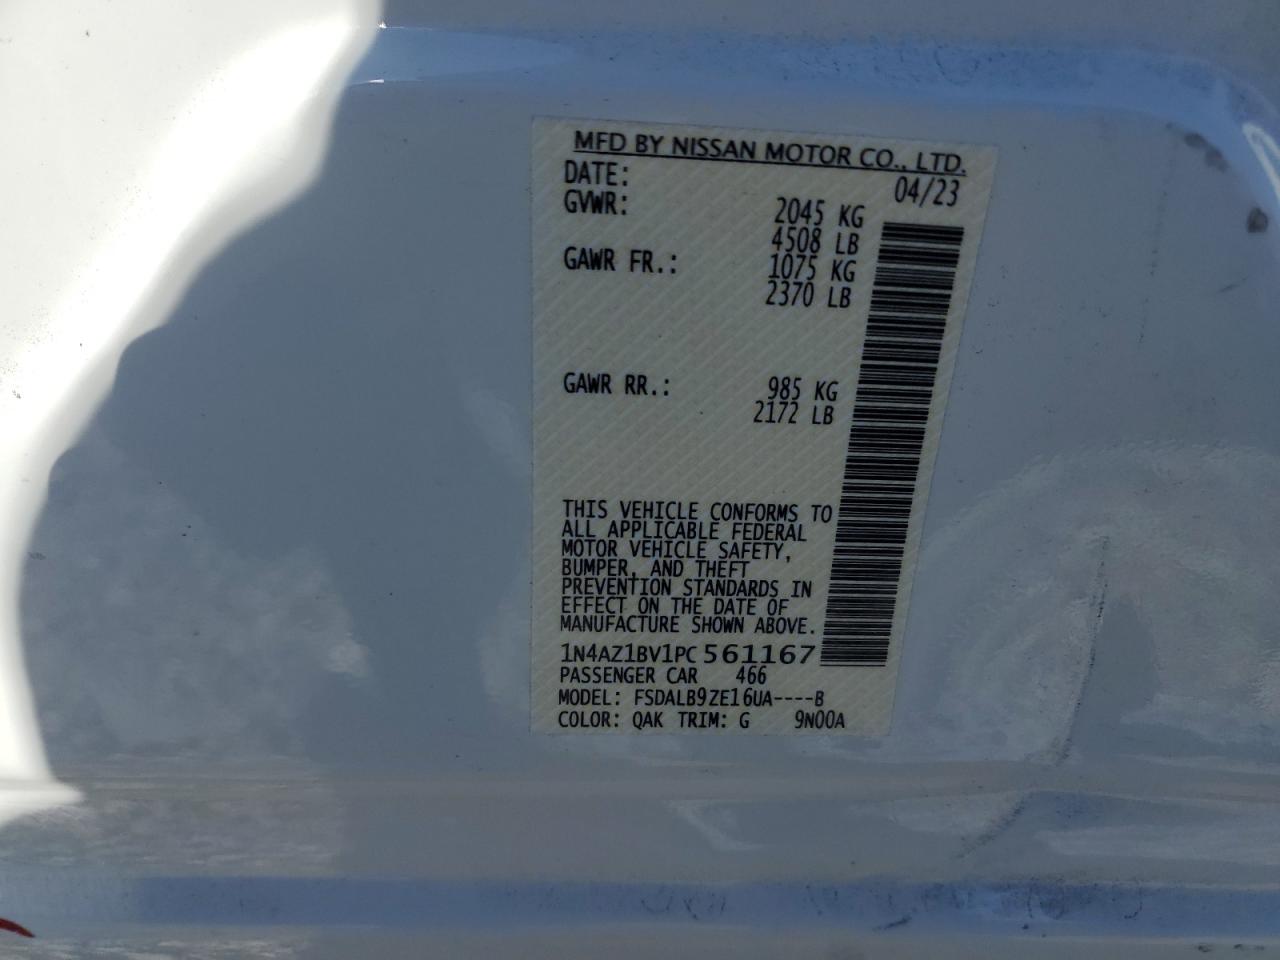 MFD BY NISSAN MOTOR CO., LTD.
DATE: 04/23
GVWR: 2045 KG
4508 LB
GAWR FR.: 1075 KG
2370 LB
GAWR RR.: 985 KG
2172 LB
THIS VEHICLE CONFORMS TO
ALL APPLICABLE FEDERAL
MOTOR VEHICLE SAFETY,
BUMPER, AND THEFT
PREVENTION STANDARDS IN
EFFECT ON THE DATE OF
MANUFACTURE SHOWN ABOVE.
1N4AZ1BV1PC561167
PASSENGER CAR 466
MODEL: FSDALB9ZE16UA----B
COLOR: QAK TRIM: G 9N00A